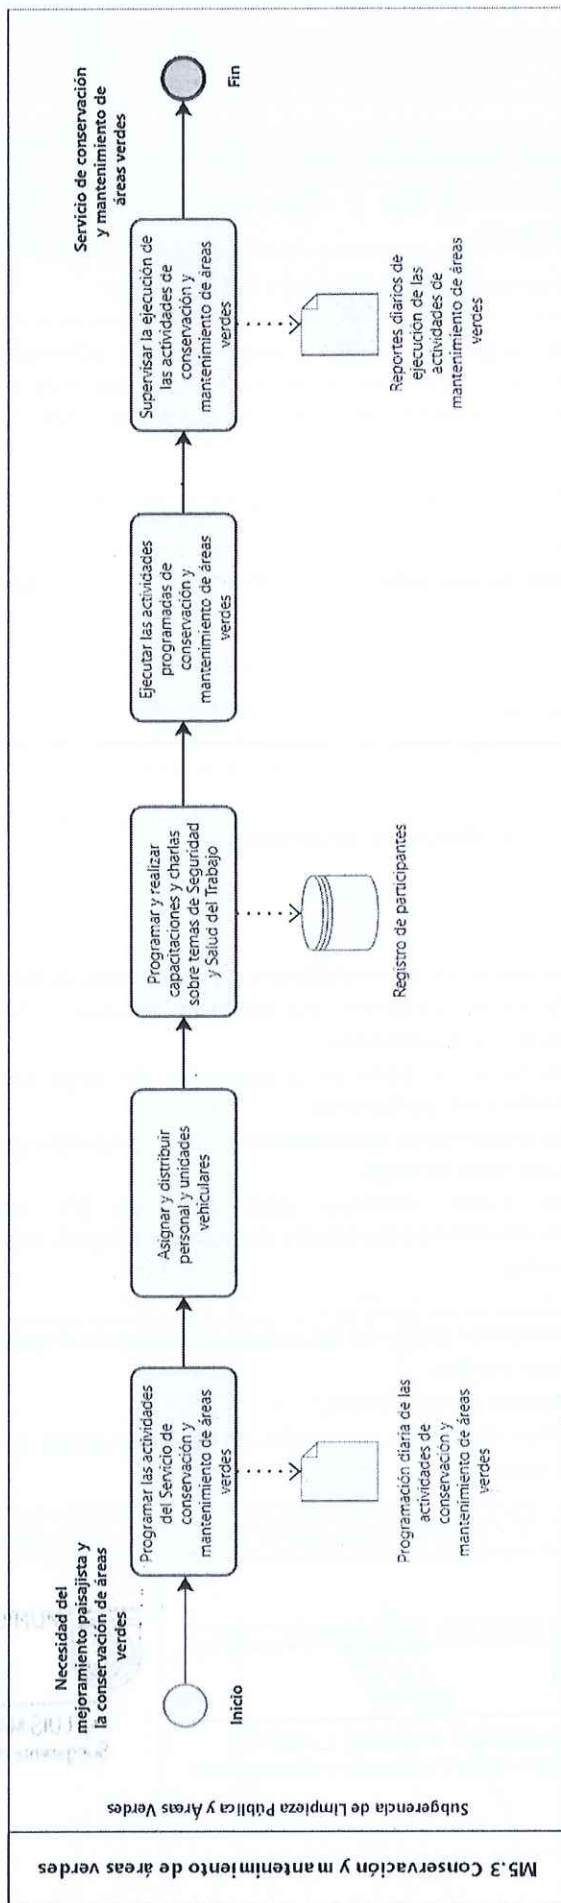 M5.3 Conservación y mantenimiento de áreas verdes
Subgerencia de Limpieza Pública y Áreas Verdes
Necesidad del
mejoramiento paisajista y
la conservación de áreas
verdes
Inicio
Programar las actividades
del Servicio de
conservación y
mantenimiento de áreas
verdes
Programación diaria de las
actividades de
conservación y
mantenimiento de áreas
verdes
Asignar y distribuir
personal y unidades
vehiculares
Programar y realizar
capacitaciones y charlas
sobre temas de Seguridad
y Salud del Trabajo
Registro de participantes
Ejecutar las actividades
programadas de
conservación y
mantenimiento de áreas
verdes
Supervisar la ejecución de
las actividades de
conservación y
mantenimiento de áreas
verdes
Reportes diarios de
ejecución de las
actividades de
mantenimiento de áreas
verdes
Servicio de conservación
y mantenimiento de
áreas verdes
Fin